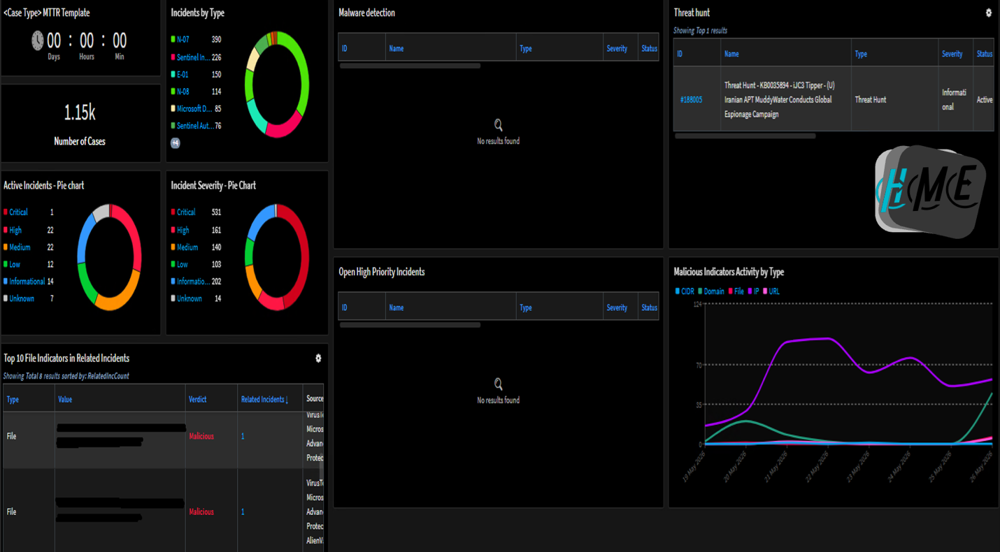 <Case Type> MTTR Template
00 : 00 : 00
Days Hours Min
1.15k
Number of Cases
Incidents by Type
N-07 390
Sentinel In... 226
E-01 150
N-08 114
Microsoft D... 85
Sentinel Aut... 76
+4
Malware detection
ID Name Type Severity Status
No results found
Threat hunt
Showing Top 1 results
ID Name Type Severity Status
Threat Hunt - KB0035894 - iJC3 Tipper - (U)
#188005 Iranian APT MuddyWater Conducts Global Threat Hunt Informati Active
Espionage Campaign onal
HME
Active Incidents - Pie chart
Critical 1
High 22
Medium 22
Low 12
Informational 14
Unknown 7
Incident Severity - Pie Chart
Critical 531
High 161
Medium 140
Low 103
Informatio... 202
Unknown 14
Open High Priority Incidents
ID Name Type Severity Status
No results found
Malicious Indicators Activity by Type
CIDR Domain File IP URL
124
70
35
0
19 May 2026 20 May 2026 21 May 2026 22 May 2026 23 May 2026 24 May 2026 25 May 2026 26 May 2026
Top 10 File Indicators in Related Incidents
Showing Total 8 results sorted by: RelatedIncCount
Type Value Verdict Related Incidents ↓ Source
VirusTo
Micros
File Malicious 1 Advan
Protec
VirusTo
Micros
File Malicious 1 Advan
Protec
AlienV